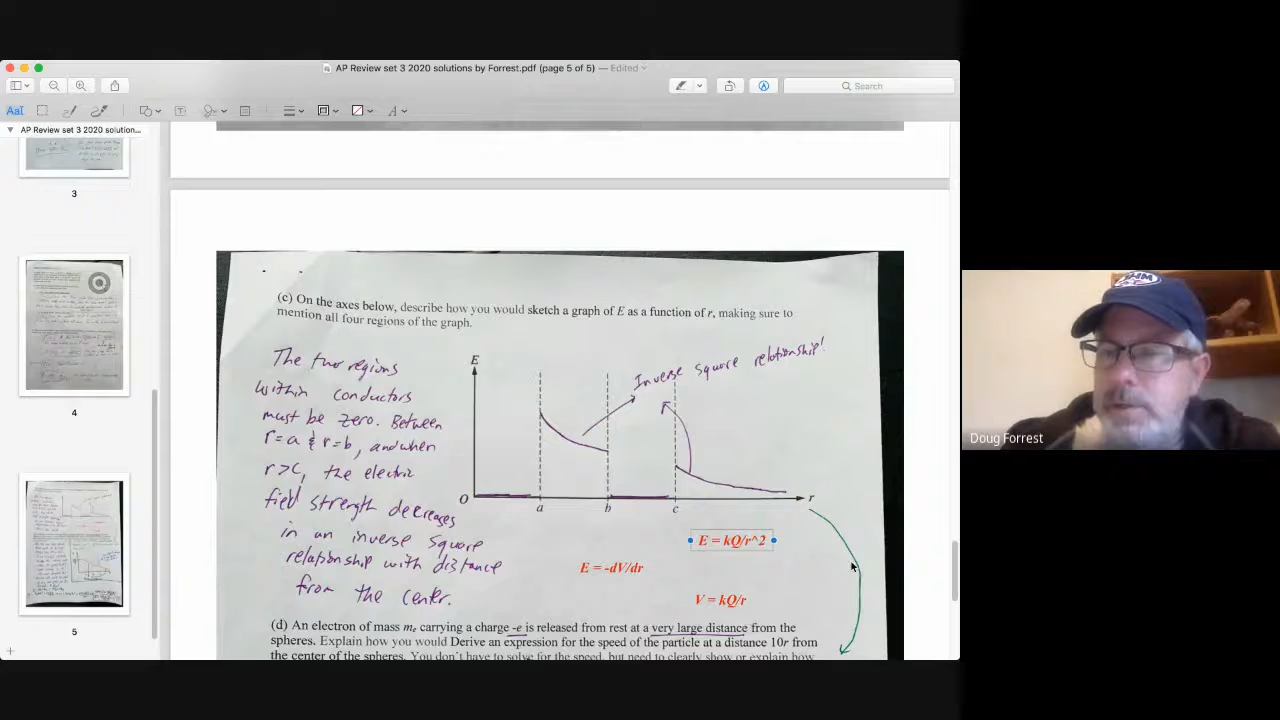 AP Review set 3 2020 solutions by Forrest.pdf (page 5 of 5) — Edited
Search
AaI
A
AP Review set 3 2020 solution...
3
4
5
(c) On the axes below, describe how you would sketch a graph of E as a function of r, making sure to
mention all four regions of the graph.
The two regions
within conductors
must be zero. Between
r=a & r=b, and when
r>c, the electric
field strength decreases
in an inverse square
relationship with distance
from the center.
E
Inverse square relationship!
O
a
b
c
r
E = kQ/r^2
E = -dV/dr
V = kQ/r
(d) An electron of mass me carrying a charge -e is released from rest at a very large distance from the
spheres. Explain how you would Derive an expression for the speed of the particle at a distance 10r from
the center of the spheres. You don't have to solve for the speed, but need to clearly show or explain how
Doug Forrest